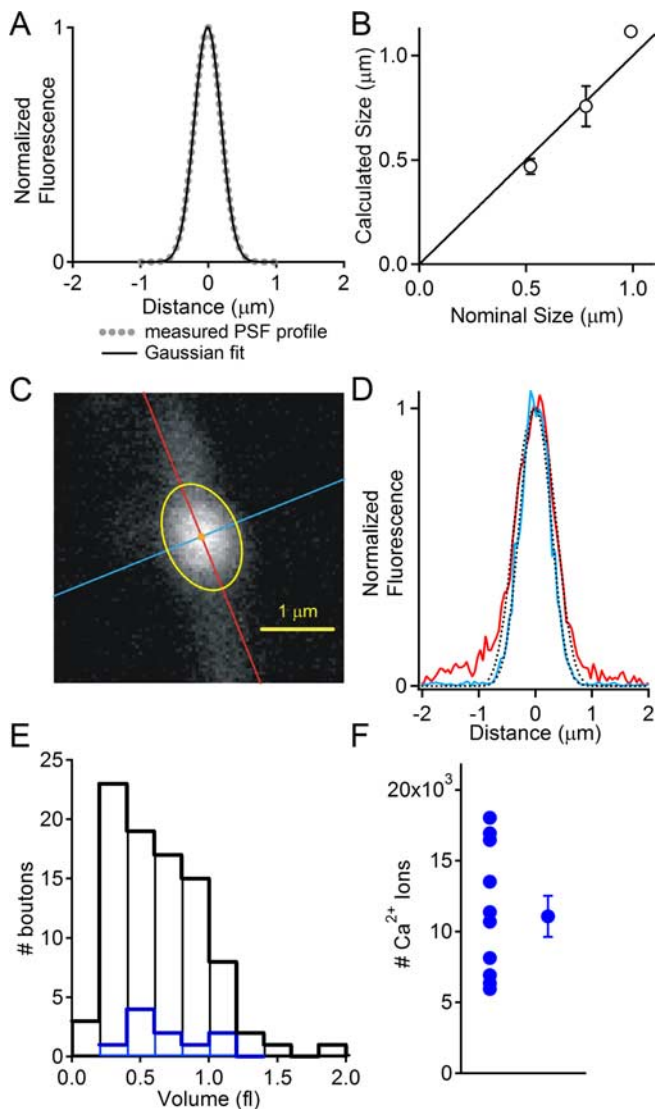 A
1
Normalized
Fluorescence
0
-2 -1 0 1 2
Distance (μm)
measured PSF profile
Gaussian fit
B
Calculated Size (μm)
1.0
0.5
0.0
0.0 0.5 1.0
Nominal Size (μm)
C
1 μm
D
1
Normalized
Fluorescence
0
-2 -1 0 1 2
Distance (μm)
E
25
20
15
10
5
0
# boutons
0.0 0.5 1.0 1.5 2.0
Volume (fl)
F
20x10³
15
10
5
0
# Ca²⁺ Ions